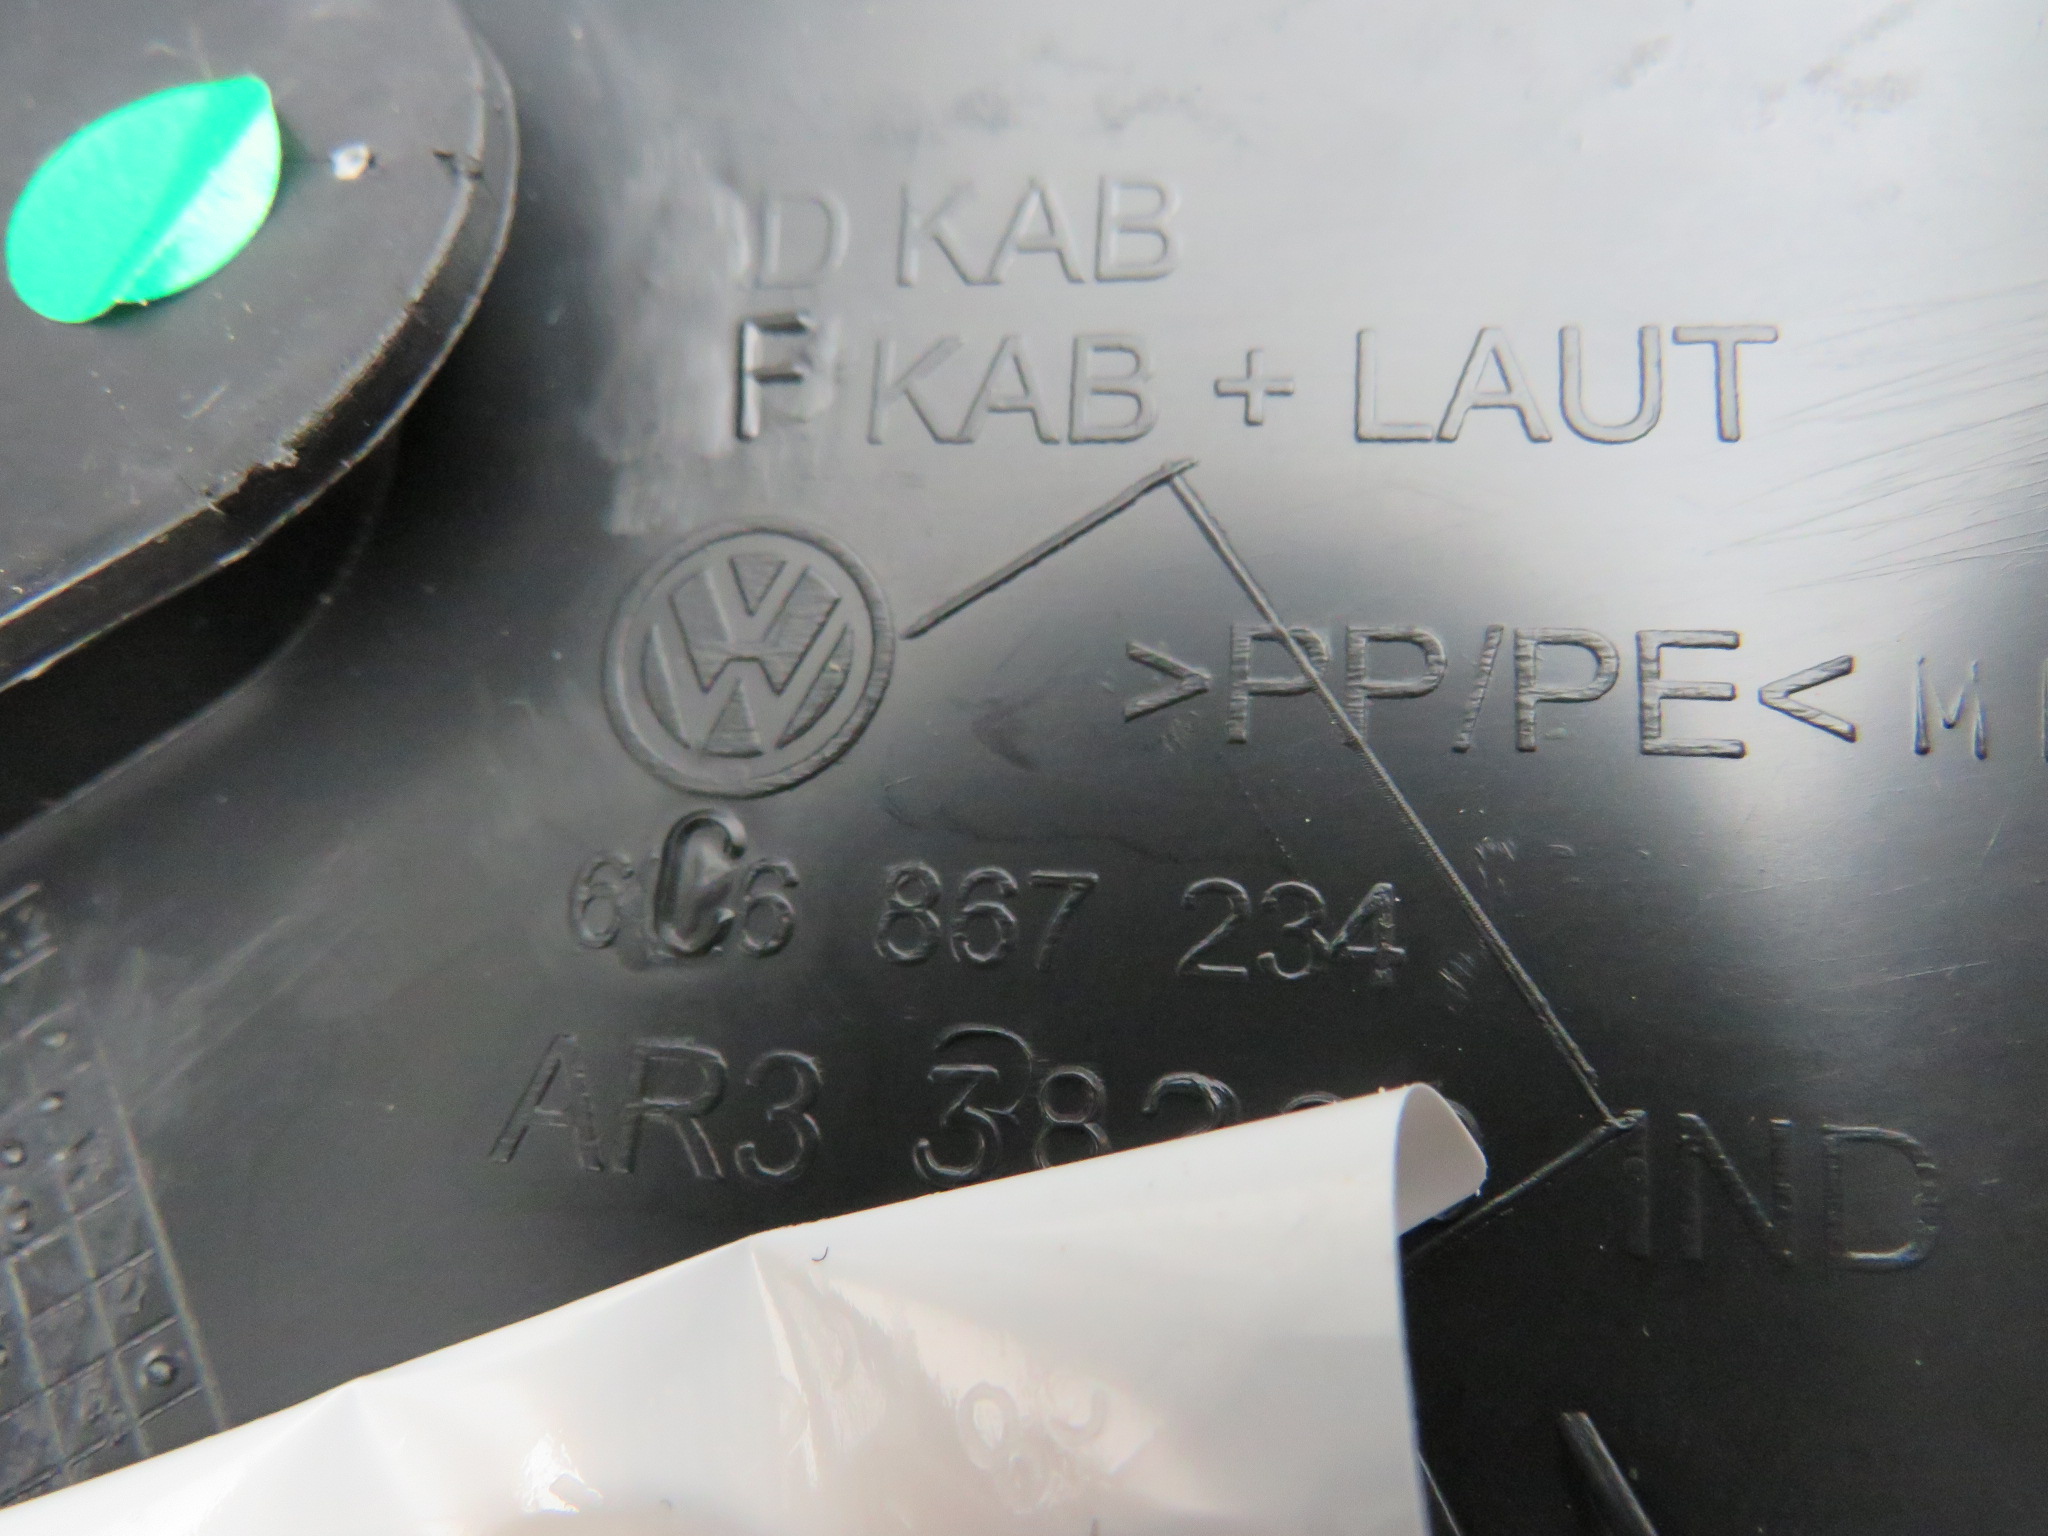 D KAB
F KAB + LAUT
>PP/PE<
6C6 867 234
AR3
IND